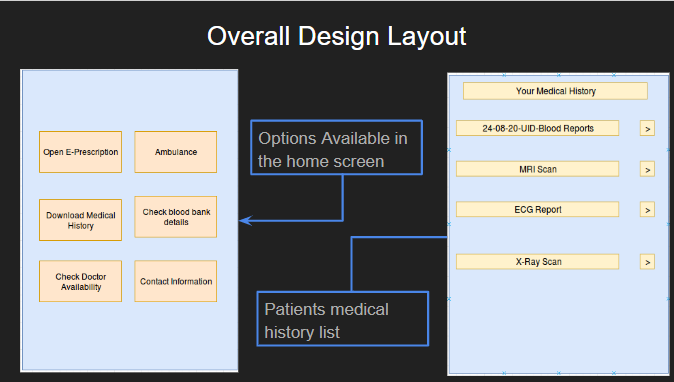 Overall Design Layout
Open E-Prescription
Ambulance
Download Medical
History
Check blood bank
details
Check Doctor
Availability
Contact Information
Options Available in
the home screen
Patients medical
history list
Your Medical History
24-08-20-UID-Blood Reports >
MRI Scan >
ECG Report >
X-Ray Scan >